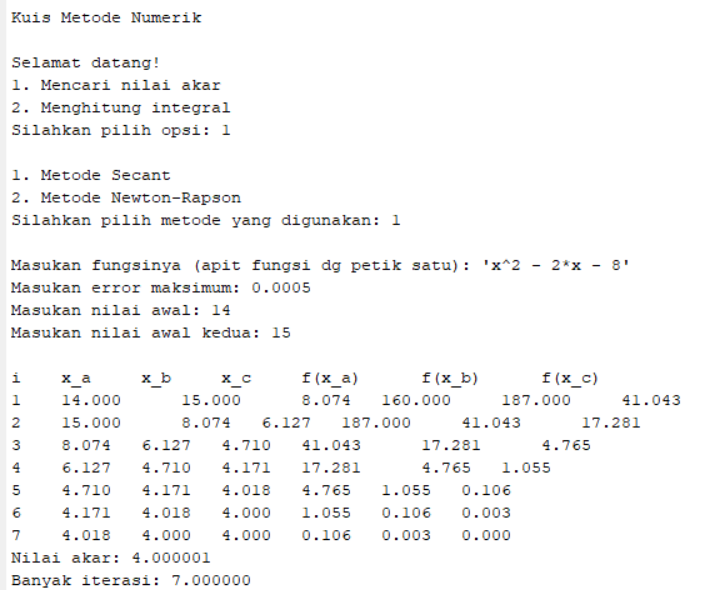 Kuis Metode Numerik
Selamat datang!
1. Mencari nilai akar
2. Menghitung integral
Silahkan pilih opsi: 1
1. Metode Secant
2. Metode Newton-Rapson
Silahkan pilih metode yang digunakan: 1
Masukan fungsinya (apit fungsi dg petik satu): 'x^2 - 2*x - 8'
Masukan error maksimum: 0.0005
Masukan nilai awal: 14
Masukan nilai awal kedua: 15
i x_a x_b x_c f(x_a) f(x_b) f(x_c)
1 14.000 15.000 8.074 160.000 187.000 41.043
2 15.000 8.074 6.127 187.000 41.043 17.281
3 8.074 6.127 4.710 41.043 17.281 4.765
4 6.127 4.710 4.171 17.281 4.765 1.055
5 4.710 4.171 4.018 4.765 1.055 0.106
6 4.171 4.018 4.000 1.055 0.106 0.003
7 4.018 4.000 4.000 0.106 0.003 0.000
Nilai akar: 4.000001
Banyak iterasi: 7.000000